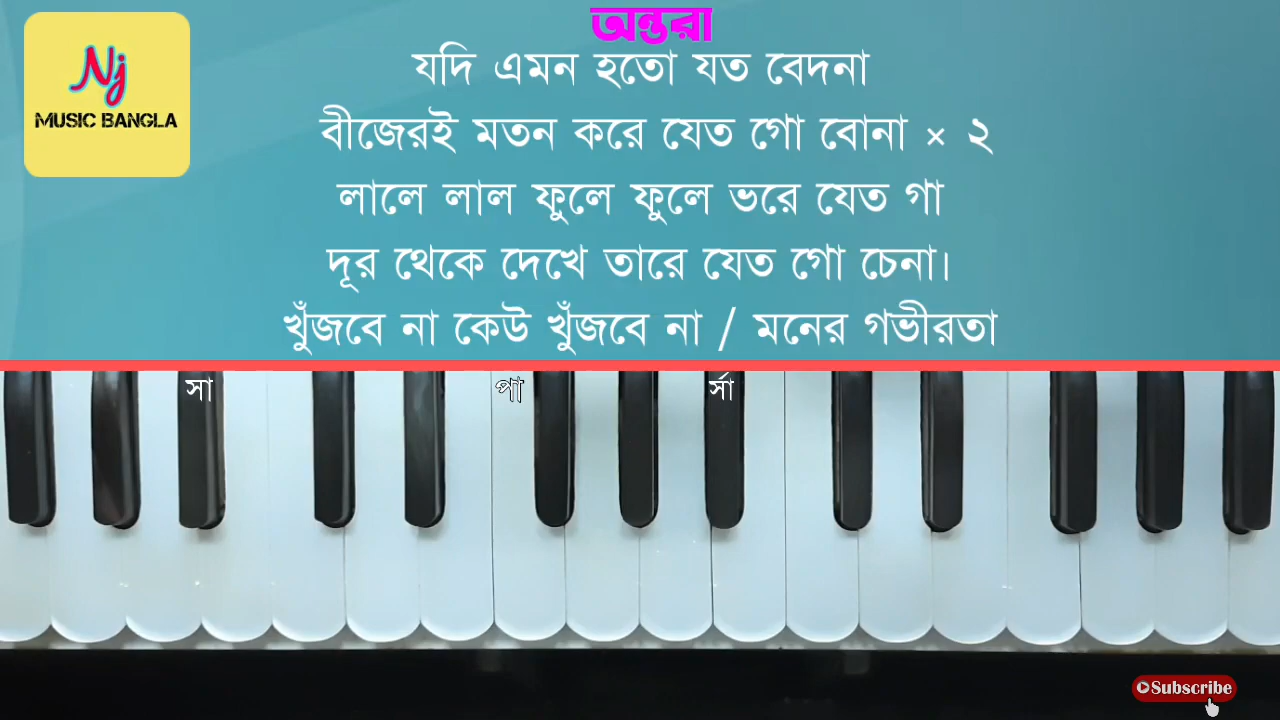 Nj
MUSIC BANGLA
অন্তরা
যদি এমন হতো যত বেদনা
বীজেরই মতন করে যেত গো বোনা × ২
লালে লাল ফুলে ফুলে ভরে যেত গা
দূর থেকে দেখে তারে যেত গো চেনা।
খুঁজবে না কেউ খুঁজবে না / মনের গভীরতা
সা পা র্সা
Subscribe